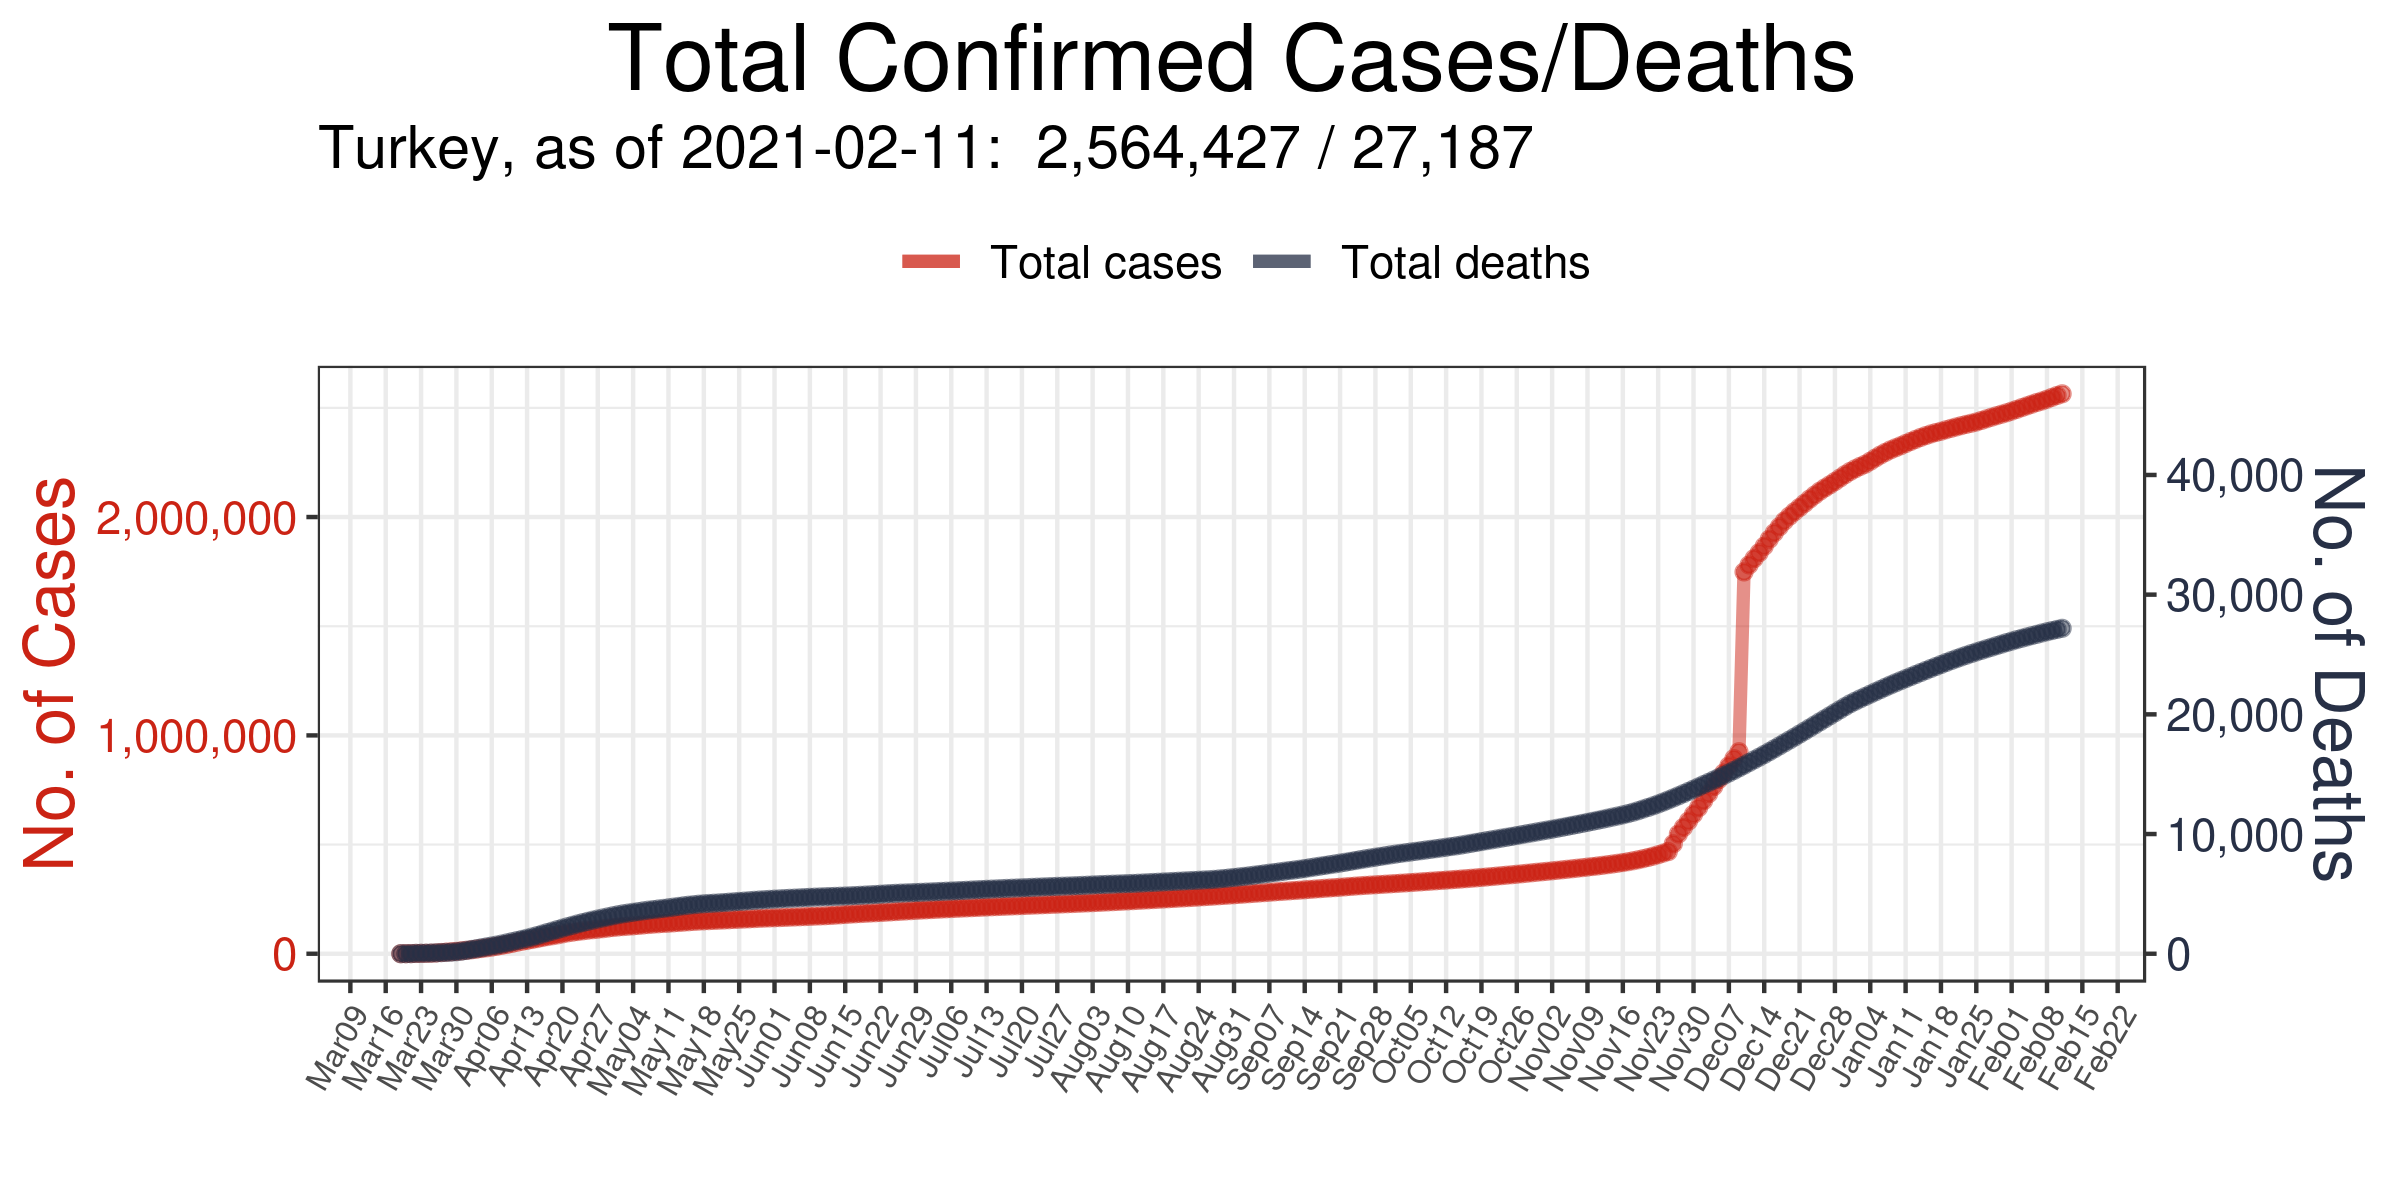 Total Confirmed Cases/Deaths
Turkey, as of 2021-02-11:  2,564,427 / 27,187
Total cases
Total deaths
No. of Cases
2,000,000
1,000,000
0
40,000
30,000
20,000
10,000
0
No. of Deaths
Mar09
Mar16
Mar23
Mar30
Apr06
Apr13
Apr20
Apr27
May04
May11
May18
May25
Jun01
Jun08
Jun15
Jun22
Jun29
Jul06
Jul13
Jul20
Jul27
Aug03
Aug10
Aug17
Aug24
Aug31
Sep07
Sep14
Sep21
Sep28
Oct05
Oct12
Oct19
Oct26
Nov02
Nov09
Nov16
Nov23
Nov30
Dec07
Dec14
Dec21
Dec28
Jan04
Jan11
Jan18
Jan25
Feb01
Feb08
Feb15
Feb22